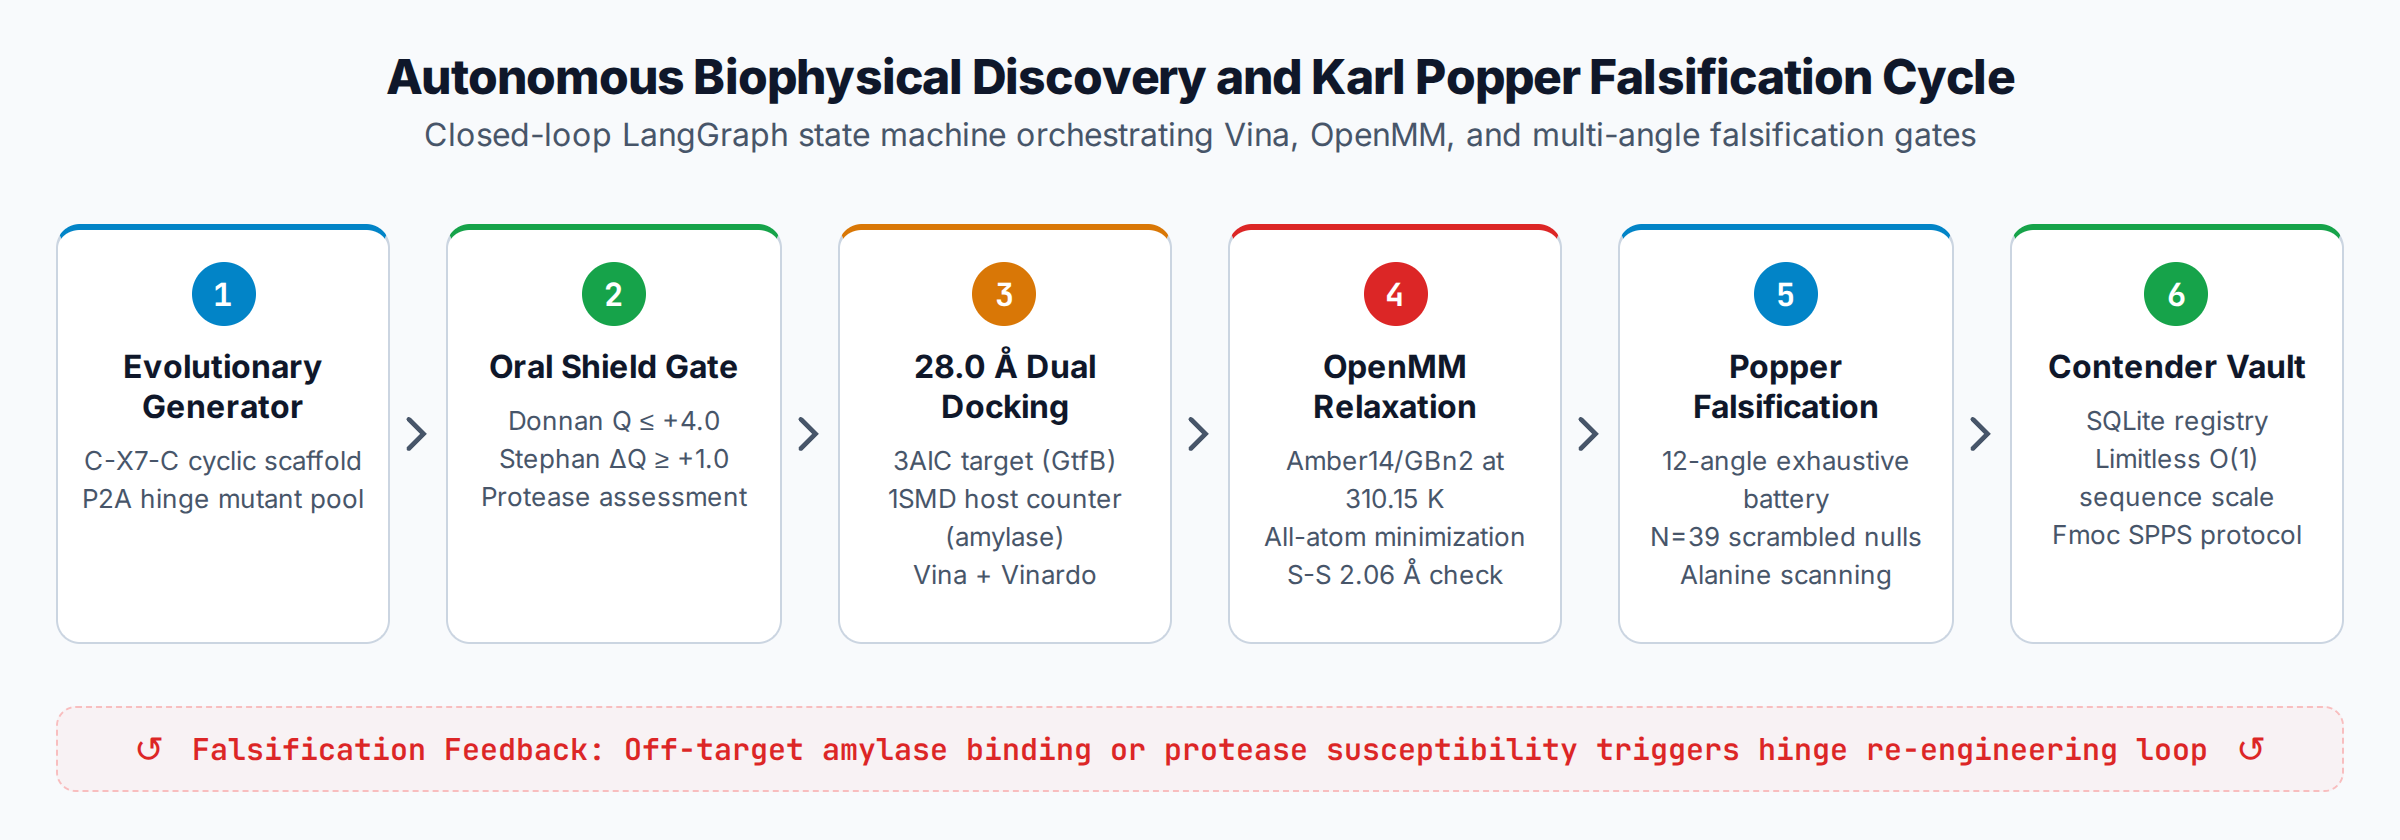 Autonomous Biophysical Discovery and Karl Popper Falsification Cycle
Closed-loop LangGraph state machine orchestrating Vina, OpenMM, and multi-angle falsification gates
1
Evolutionary
Generator
C-X7-C cyclic scaffold
P2A hinge mutant pool
2
Oral Shield Gate
Donnan Q ≤ +4.0
Stephan ΔQ ≥ +1.0
Protease assessment
3
28.0 Å Dual
Docking
3AIC target (GtfB)
1SMD host counter
(amylase)
Vina + Vinardo
4
OpenMM
Relaxation
Amber14/GBn2 at
310.15 K
All-atom minimization
S-S 2.06 Å check
5
Popper
Falsification
12-angle exhaustive
battery
N=39 scrambled nulls
Alanine scanning
6
Contender Vault
SQLite registry
Limitless O(1)
sequence scale
Fmoc SPPS protocol
↺ Falsification Feedback: Off-target amylase binding or protease susceptibility triggers hinge re-engineering loop ↺